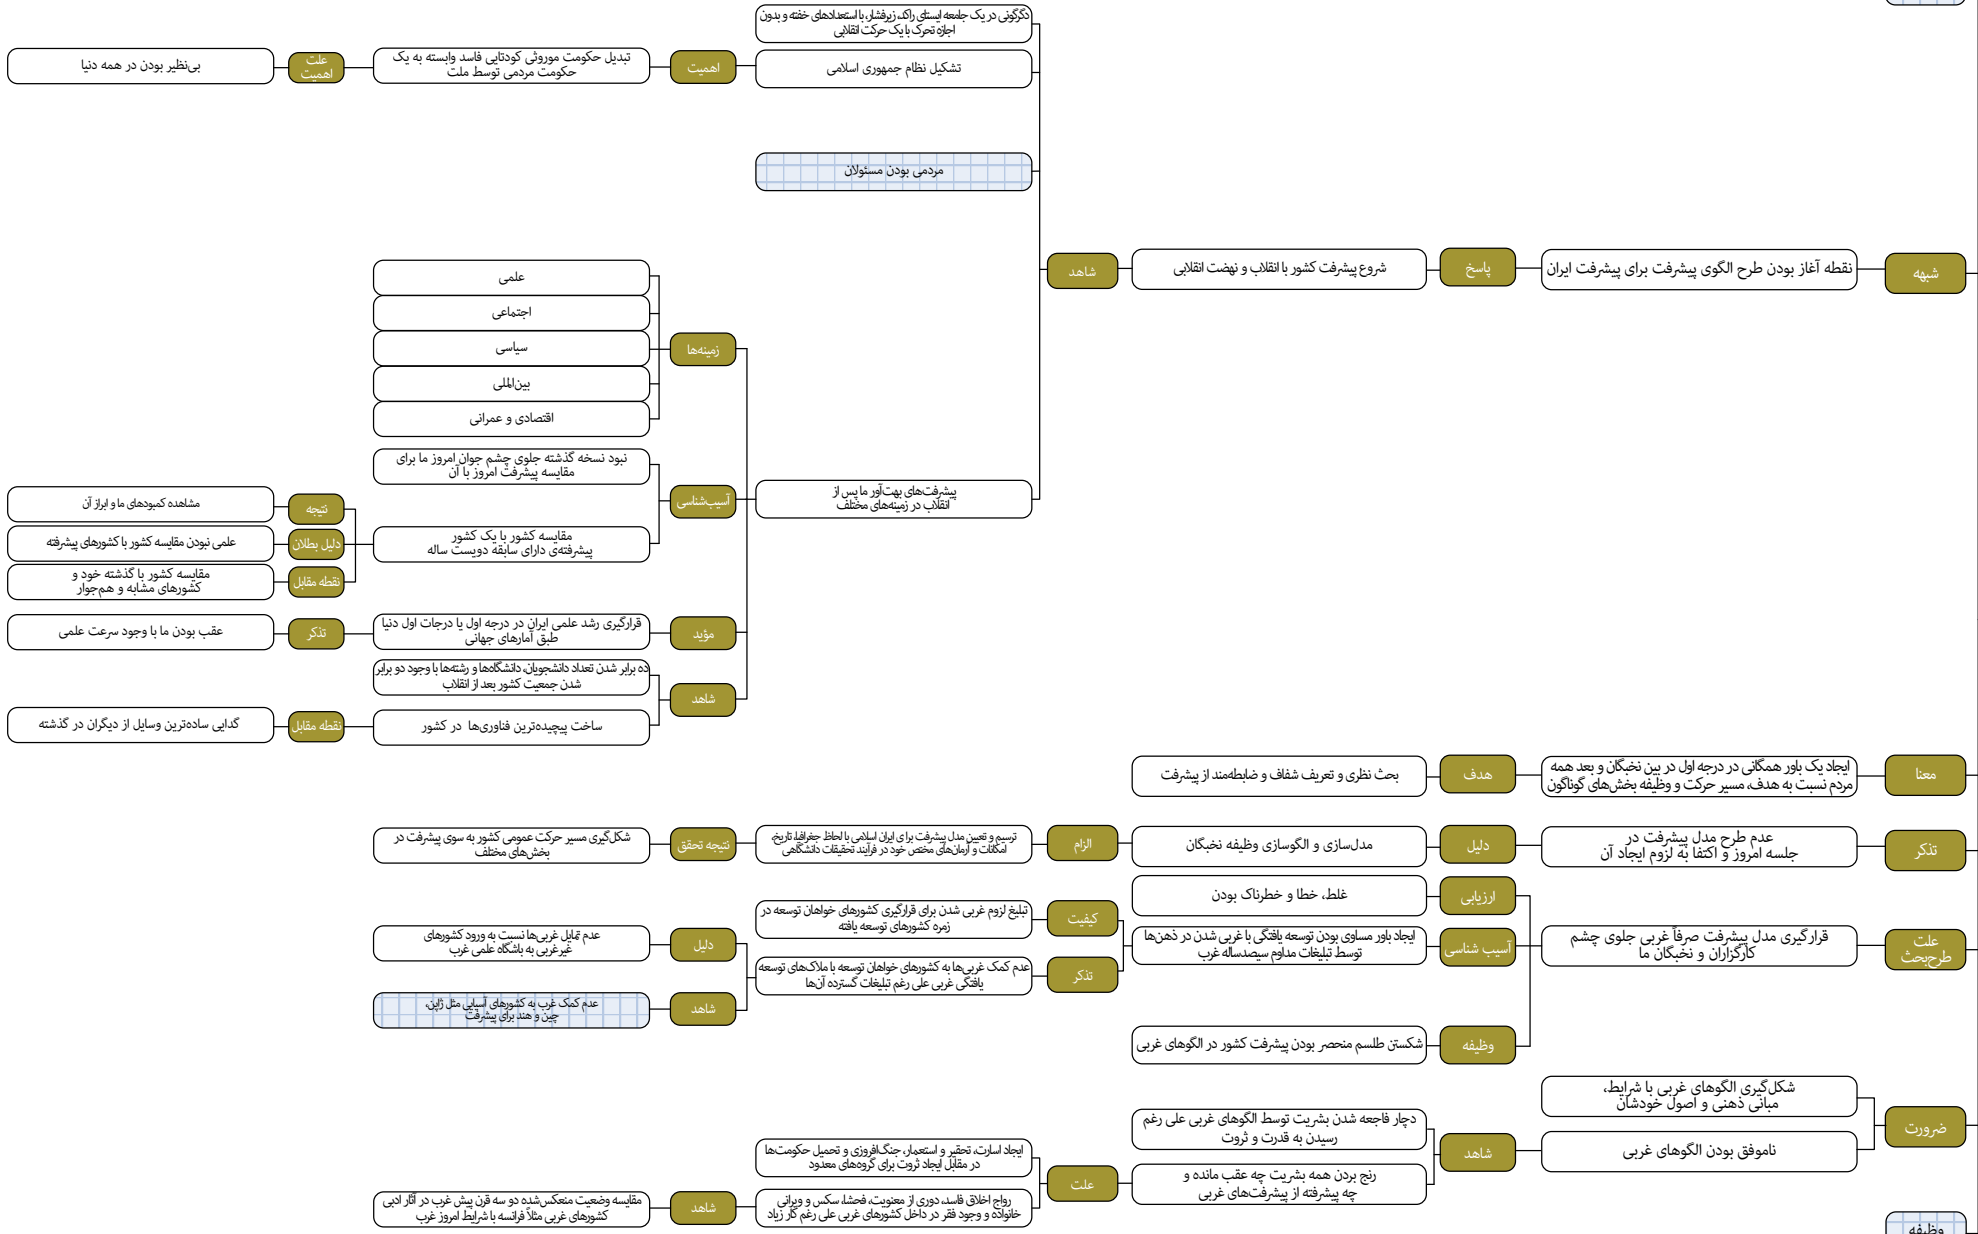 شبهه
نقطه آغاز بودن طرح الگوی پیشرفت برای پیشرفت ایران
پاسخ
شروع پیشرفت کشور با انقلاب و نهضت انقلابی
شاهد
دگرگونی در یک جامعه ایستای راکد، زیرفشار، با استعدادهای خفته و بدون
اجازه تحرک با یک حرکت انقلابی
تشکیل نظام جمهوری اسلامی
اهمیت
تبدیل حکومت موروثی کودتایی فاسد وابسته به یک
حکومت مردمی توسط ملت
علت
اهمیت
بی‌نظیر بودن در همه دنیا
مردمی بودن مسئولان
پیشرفت‌های بهت‌آور ما پس از
انقلاب در زمینه‌های مختلف
زمینه‌ها
علمی
اجتماعی
سیاسی
بین‌المللی
اقتصادی و عمرانی
آسیب‌شناسی
نبود نسخه گذشته جلوی چشم جوان امروز ما برای
مقایسه پیشرفت امروز با آن
مقایسه کشور با یک کشور
پیشرفته‌ی دارای سابقه دویست ساله
نتیجه
مشاهده کمبودهای ما و ابراز آن
دلیل بطلان
علمی نبودن مقایسه کشور با کشورهای پیشرفته
نقطه مقابل
مقایسه کشور با گذشته خود و
کشورهای مشابه و هم‌جوار
مؤید
قرارگیری رشد علمی ایران در درجه اول یا درجات اول دنیا
طبق آمارهای جهانی
تذکر
عقب بودن ما با وجود سرعت علمی
شاهد
ده برابر شدن تعداد دانشجویان، دانشگاه‌ها و رشته‌ها با وجود دو برابر
شدن جمعیت کشور بعد از انقلاب
ساخت پیچیده‌ترین فناوری‌ها در کشور
نقطه مقابل
گدایی ساده‌ترین وسایل از دیگران در گذشته
معنا
ایجاد یک باور همگانی در درجه اول در بین نخبگان و بعد همه
مردم نسبت به هدف، مسیر حرکت و وظیفه بخش‌های گوناگون
هدف
بحث نظری و تعریف شفاف و ضابطه‌مند از پیشرفت
تذکر
عدم طرح مدل پیشرفت در
جلسه امروز و اکتفا به لزوم ایجاد آن
دلیل
مدل‌سازی و الگوسازی وظیفه نخبگان
الزام
ترسیم و تعیین مدل پیشرفت برای ایران اسلامی با لحاظ جغرافیا، تاریخ،
امکانات و آرمان‌های مختص خود در فرآیند تحقیقات دانشگاهی
نتیجه تحقق
شکل‌گیری مسیر حرکت عمومی کشور به سوی پیشرفت در
بخش‌های مختلف
علت
طرح‌بحث
قرارگیری مدل پیشرفت صرفاً غربی جلوی چشم
کارگزاران و نخبگان ما
ارزیابی
غلط، خطا و خطرناک بودن
آسیب شناسی
ایجاد باور مساوی بودن توسعه یافتگی با غربی شدن در ذهن‌ها
توسط تبلیغات مداوم سیصدساله غرب
کیفیت
تبلیغ لزوم غربی شدن برای قرارگیری کشورهای خواهان توسعه در
زمره کشورهای توسعه یافته
تذکر
عدم کمک غربی‌ها به کشورهای خواهان توسعه با ملاک‌های توسعه
یافتگی غربی علی رغم تبلیغات گسترده آن‌ها
دلیل
عدم تمایل غربی‌ها نسبت به ورود کشورهای
غیرغربی به باشگاه علمی غرب
شاهد
عدم کمک غرب به کشورهای آسیایی مثل ژاپن،
چین و هند برای پیشرفت
وظیفه
شکستن طلسم منحصر بودن پیشرفت کشور در الگوهای غربی
ضرورت
شکل‌گیری الگوهای غربی با شرایط،
مبانی ذهنی و اصول خودشان
ناموفق بودن الگوهای غربی
شاهد
دچار فاجعه شدن بشریت توسط الگوهای غربی علی رغم
رسیدن به قدرت و ثروت
رنج بردن همه بشریت چه عقب مانده و
چه پیشرفته از پیشرفت‌های غربی
علت
ایجاد اسارت، تحقیر و استعمار، جنگ‌افروزی و تحمیل حکومت‌ها
در مقابل ایجاد ثروت برای گروه‌های معدود
رواج اخلاق فاسد، دوری از معنویت، فحشا، سکس و ویرانی
خانواده و وجود فقر در داخل کشورهای غربی علی رغم کار زیاد
شاهد
مقایسه وضعیت منعکس‌شده دو سه قرن پیش غرب در آثار ادبی
کشورهای غربی مثلاً فرانسه با شرایط امروز غرب
وظیفه